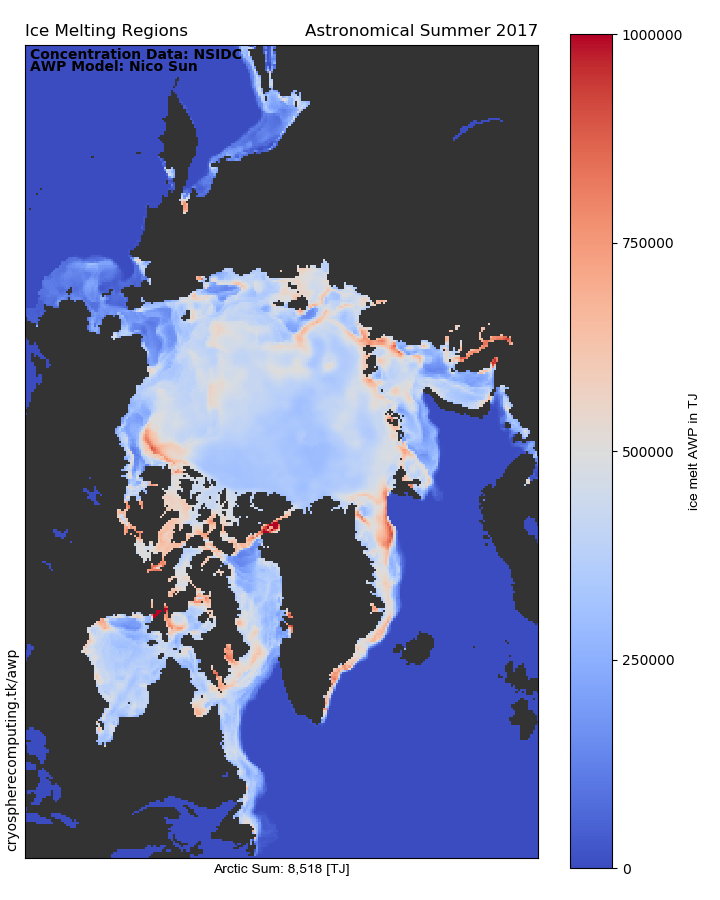 Ice Melting Regions
Astronomical Summer 2017
Concentration Data: NSIDC
AWP Model: Nico Sun
1000000
750000
500000
250000
0
ice melt AWP in TJ
cryospherecomputing.tk/awp
Arctic Sum: 8,518 [TJ]